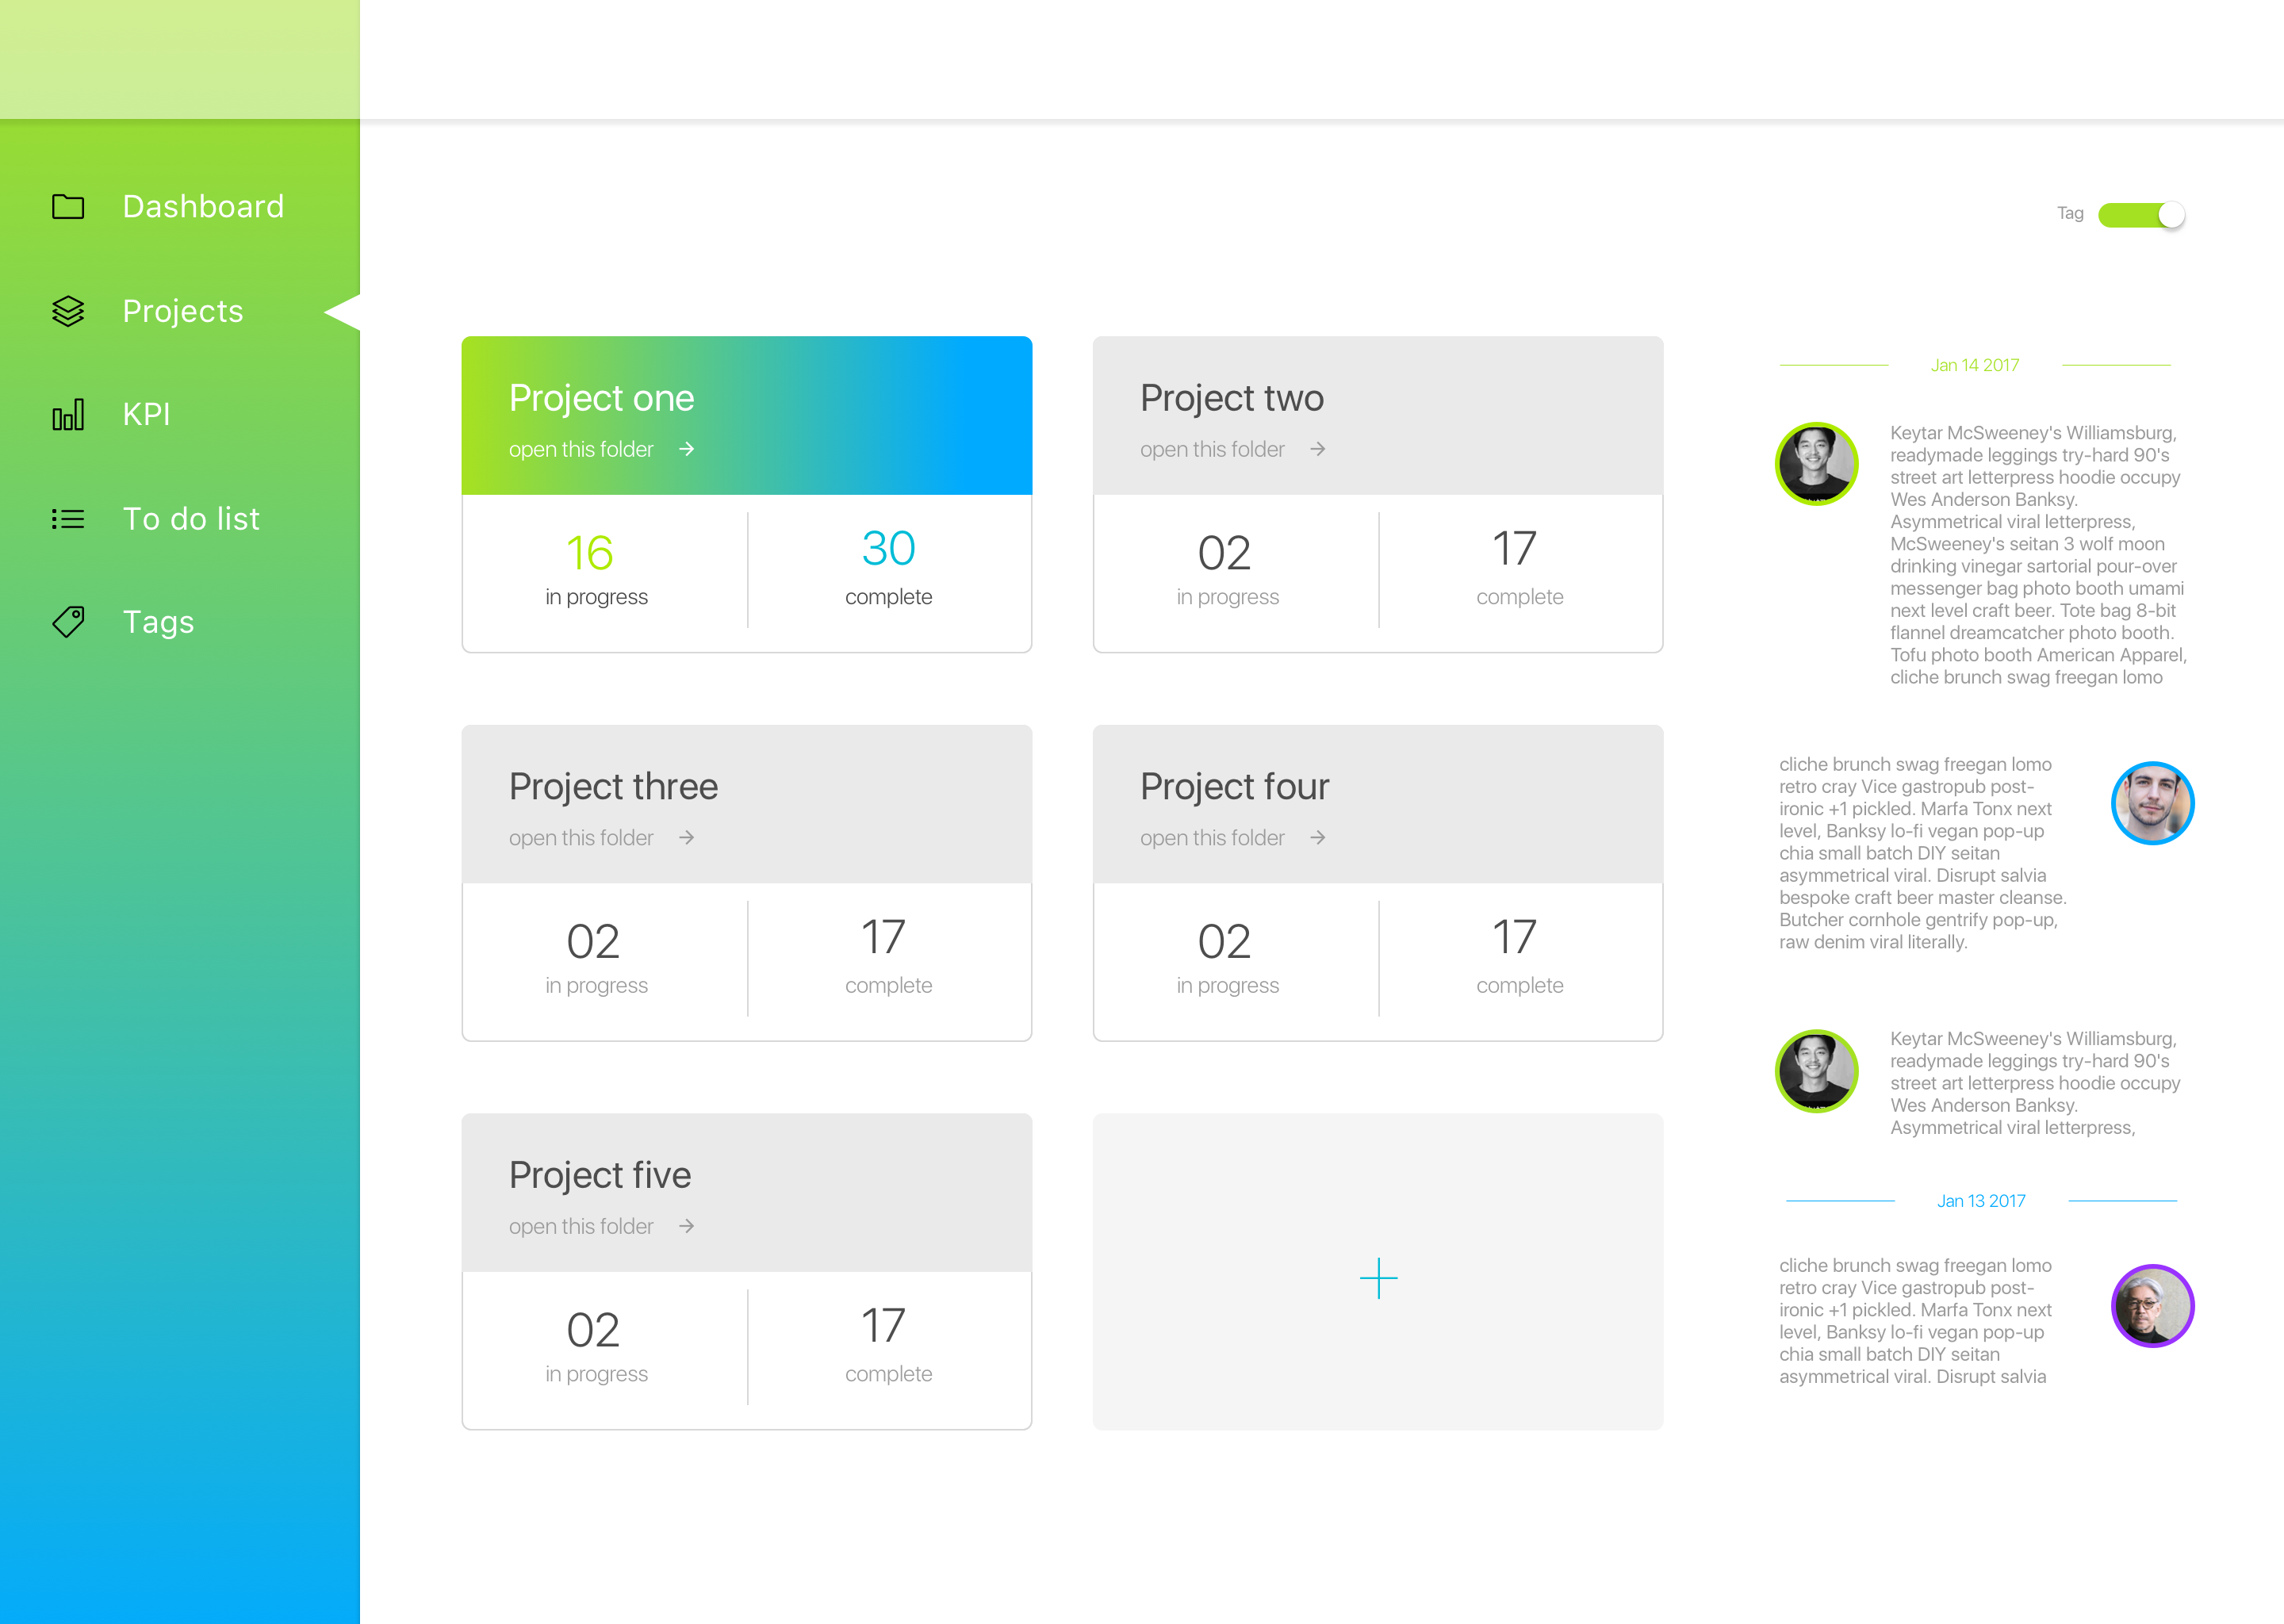 Dashboard
Projects
KPI
To do list
Tags
Tag
Project one
open this folder
16
in progress
30
complete
Project two
open this folder
02
in progress
17
complete
Project three
open this folder
02
in progress
17
complete
Project four
open this folder
02
in progress
17
complete
Project five
open this folder
02
in progress
17
complete
Jan 14 2017
Keytar McSweeney's Williamsburg,
readymade leggings try-hard 90's
street art letterpress hoodie occupy
Wes Anderson Banksy.
Asymmetrical viral letterpress,
McSweeney's seitan 3 wolf moon
drinking vinegar sartorial pour-over
messenger bag photo booth umami
next level craft beer. Tote bag 8-bit
flannel dreamcatcher photo booth.
Tofu photo booth American Apparel,
cliche brunch swag freegan lomo
cliche brunch swag freegan lomo
retro cray Vice gastropub post-
ironic +1 pickled. Marfa Tonx next
level, Banksy lo-fi vegan pop-up
chia small batch DIY seitan
asymmetrical viral. Disrupt salvia
bespoke craft beer master cleanse.
Butcher cornhole gentrify pop-up,
raw denim viral literally.
Keytar McSweeney's Williamsburg,
readymade leggings try-hard 90's
street art letterpress hoodie occupy
Wes Anderson Banksy.
Asymmetrical viral letterpress,
Jan 13 2017
cliche brunch swag freegan lomo
retro cray Vice gastropub post-
ironic +1 pickled. Marfa Tonx next
level, Banksy lo-fi vegan pop-up
chia small batch DIY seitan
asymmetrical viral. Disrupt salvia